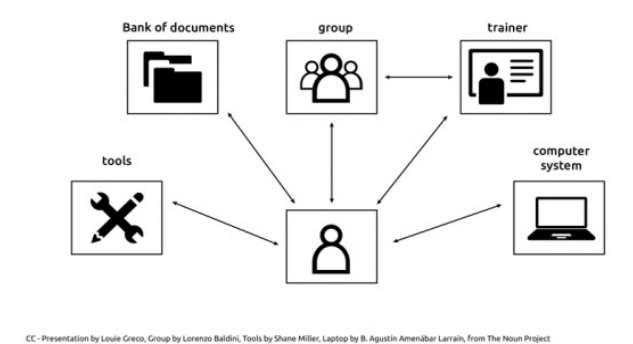 Bank of documents
group
trainer
tools
computer
system
CC - Presentation by Louie Greco, Group by Lorenzo Baldini, Tools by Shane Miller, Laptop by B. Agustín Amenábar Larraín, from The Noun Project